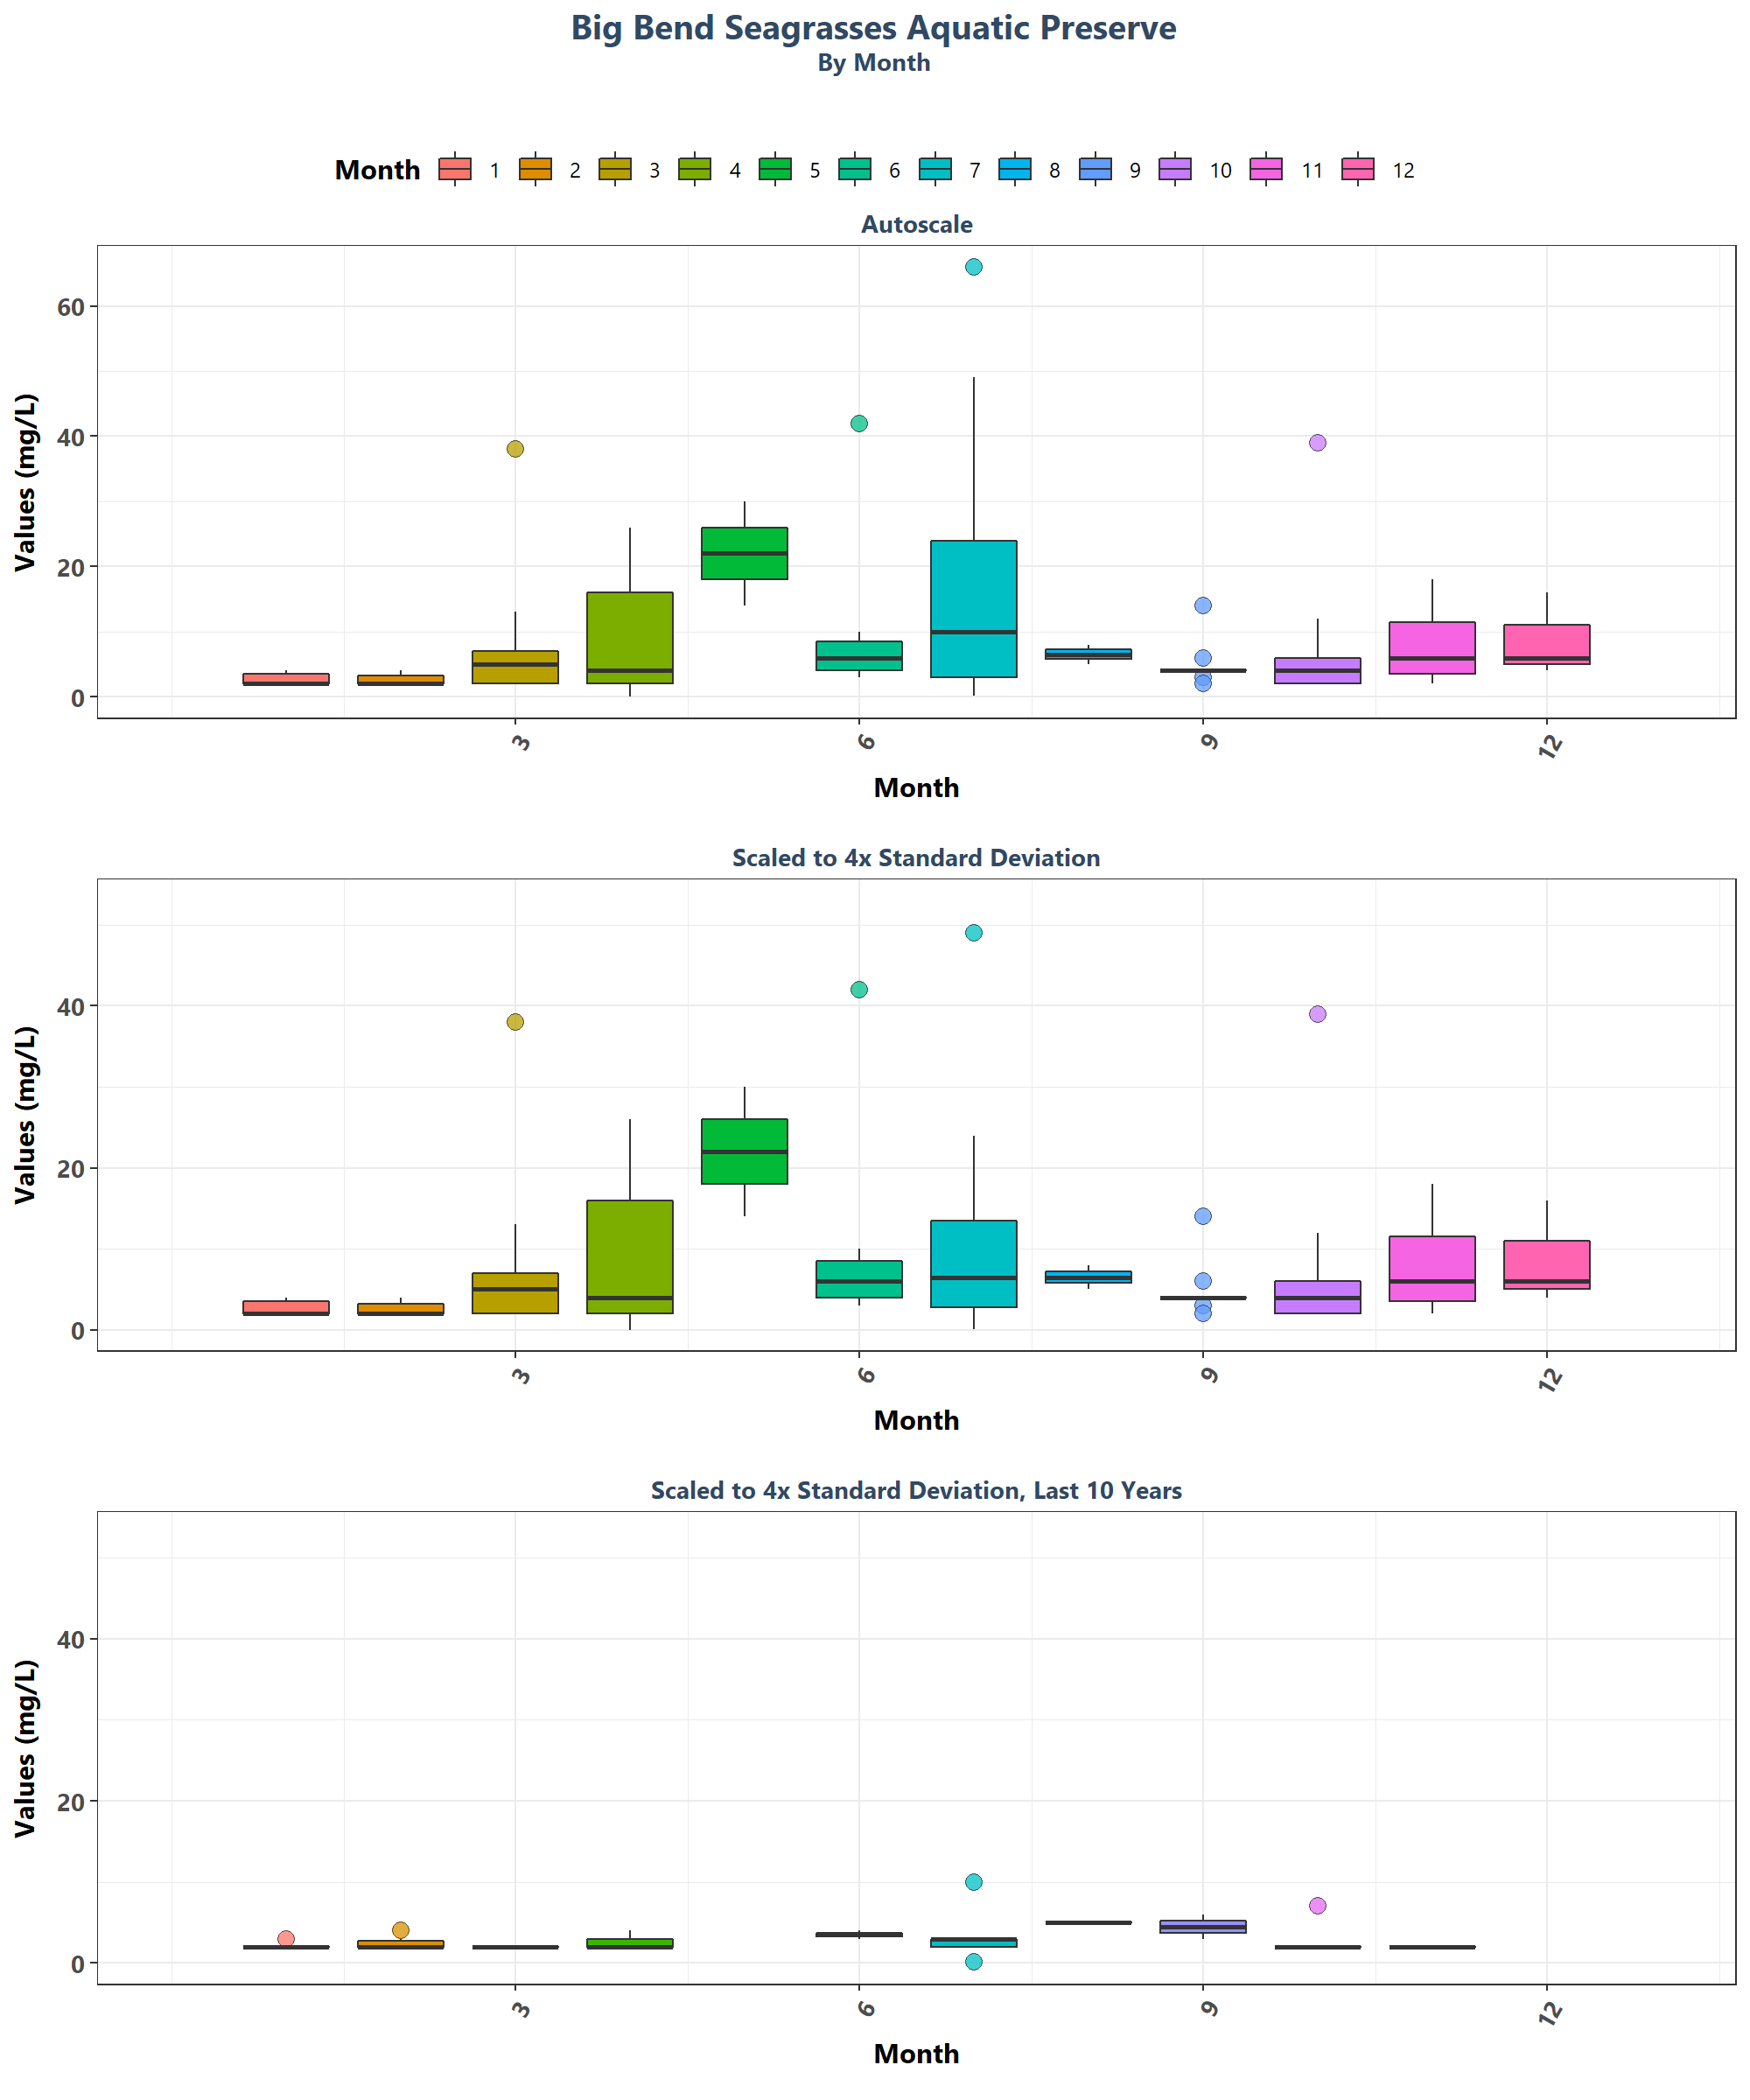 Big Bend Seagrasses Aquatic Preserve
By Month
Month 1 2 3 4 5 6 7 8 9 10 11 12
Autoscale
Values (mg/L)
60
40
20
0
3 6 9 12
Month
Scaled to 4x Standard Deviation
Values (mg/L)
40
20
0
3 6 9 12
Month
Scaled to 4x Standard Deviation, Last 10 Years
Values (mg/L)
40
20
0
3 6 9 12
Month